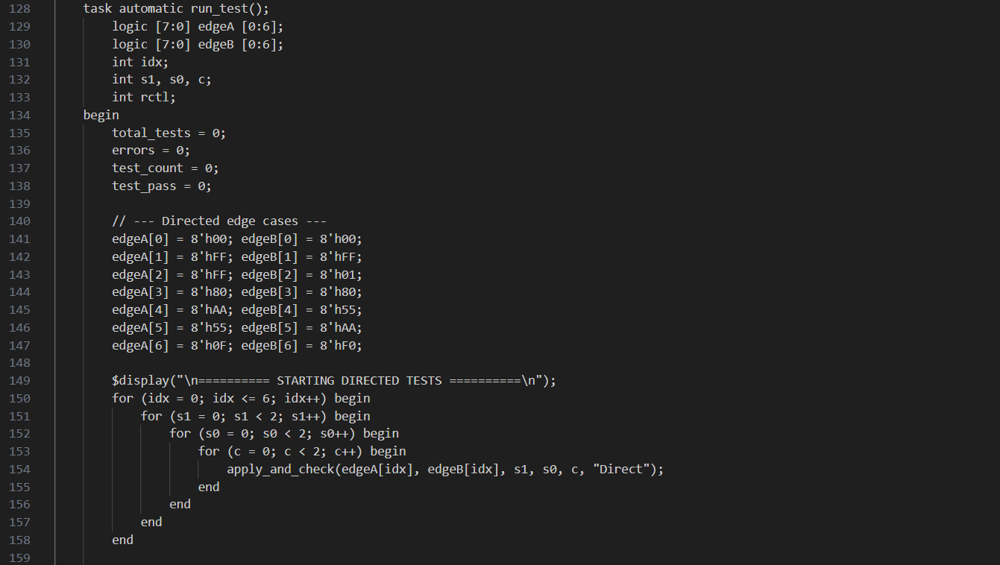 128 task automatic run_test();
129 logic [7:0] edgeA [0:6];
130 logic [7:0] edgeB [0:6];
131 int idx;
132 int s1, s0, c;
133 int rctl;
134 begin
135 total_tests = 0;
136 errors = 0;
137 test_count = 0;
138 test_pass = 0;
139
140 // --- Directed edge cases ---
141 edgeA[0] = 8'h00; edgeB[0] = 8'h00;
142 edgeA[1] = 8'hFF; edgeB[1] = 8'hFF;
143 edgeA[2] = 8'hFF; edgeB[2] = 8'h01;
144 edgeA[3] = 8'h80; edgeB[3] = 8'h80;
145 edgeA[4] = 8'hAA; edgeB[4] = 8'h55;
146 edgeA[5] = 8'h55; edgeB[5] = 8'hAA;
147 edgeA[6] = 8'h0F; edgeB[6] = 8'hF0;
148
149 $display("\n========== STARTING DIRECTED TESTS ==========\n");
150 for (idx = 0; idx <= 6; idx++) begin
151 for (s1 = 0; s1 < 2; s1++) begin
152 for (s0 = 0; s0 < 2; s0++) begin
153 for (c = 0; c < 2; c++) begin
154 apply_and_check(edgeA[idx], edgeB[idx], s1, s0, c, "Direct");
155 end
156 end
157 end
158 end
159